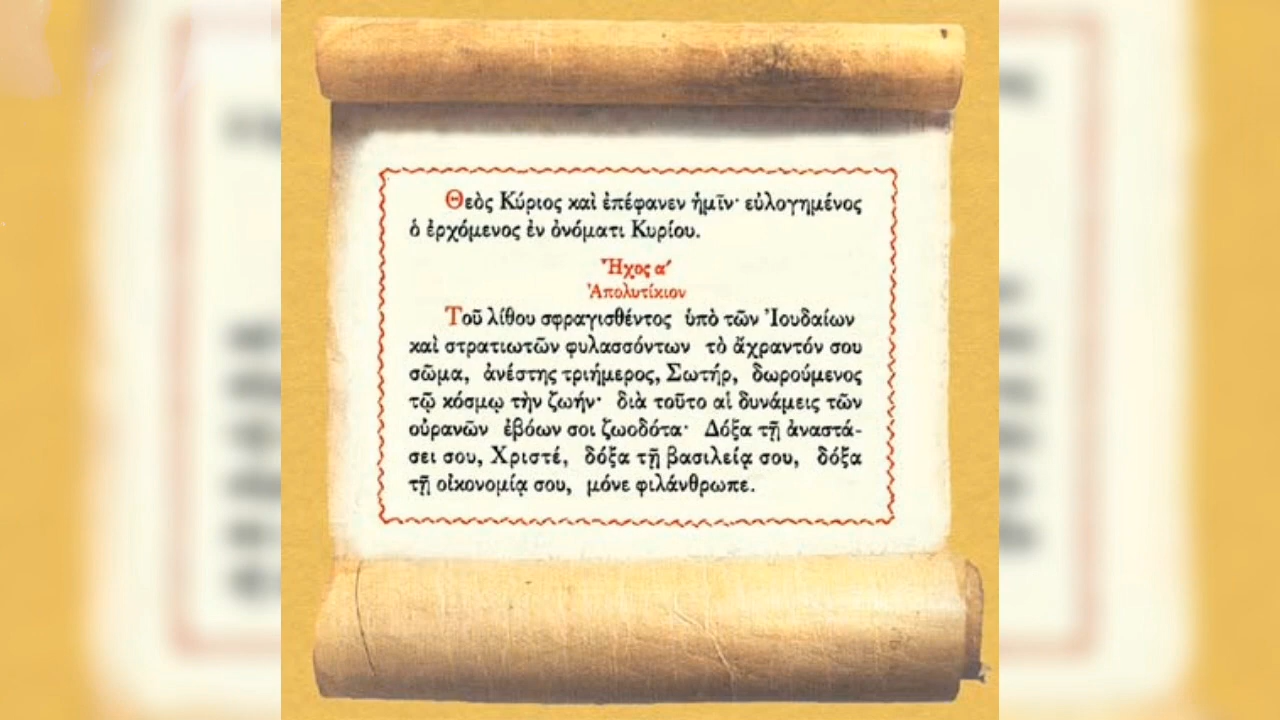 Θεὸς Κύριος καὶ ἐπέφανεν ἡμῖν· εὐλογημένος
ὁ ἐρχόμενος ἐν ὀνόματι Κυρίου.
Ἦχος α΄
Ἀπολυτίκιον
Τοῦ λίθου σφραγισθέντος ὑπὸ τῶν Ἰουδαίων
καὶ στρατιωτῶν φυλασσόντων τὸ ἄχραντόν σου
σῶμα, ἀνέστης τριήμερος, Σωτήρ, δωρούμενος
τῷ κόσμῳ τὴν ζωήν· διὰ τοῦτο αἱ δυνάμεις τῶν
οὐρανῶν ἐβόων σοι ζωοδότα· Δόξα τῇ ἀναστά-
σει σου, Χριστέ, δόξα τῇ βασιλείᾳ σου, δόξα
τῇ οἰκονομίᾳ σου, μόνε φιλάνθρωπε.